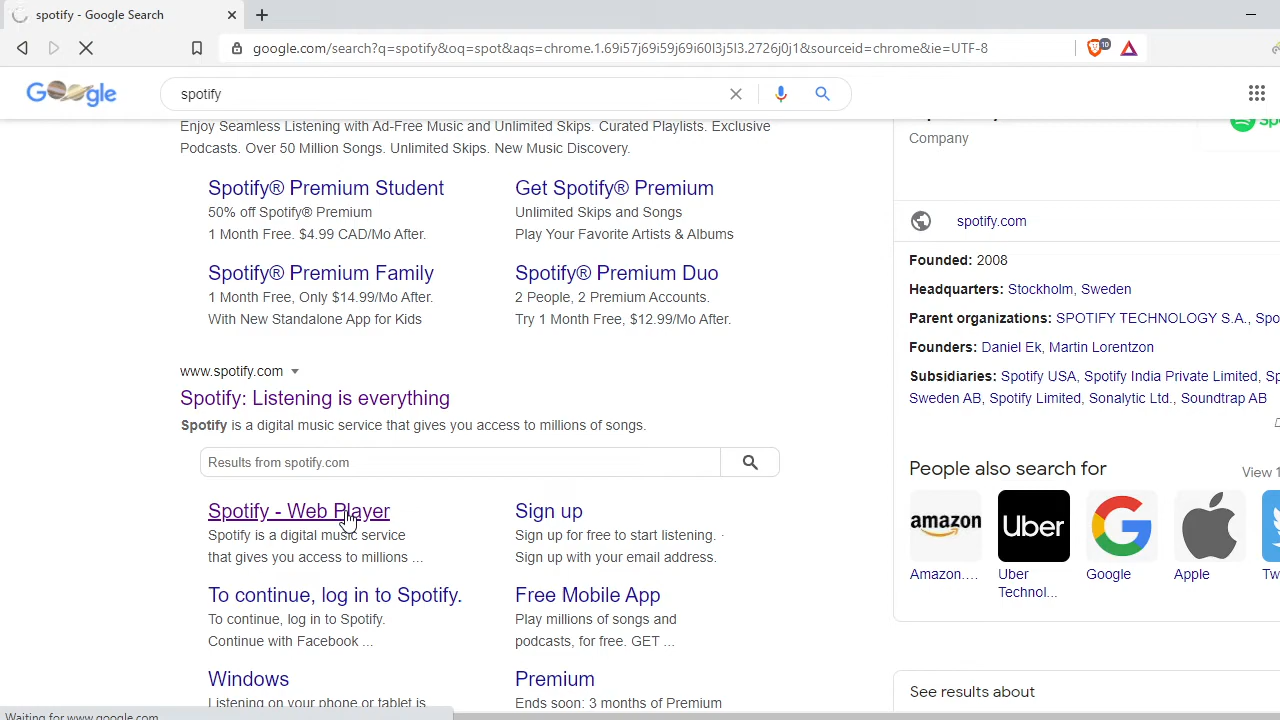 spotify - Google Search
google.com/search?q=spotify&oq=spot&aqs=chrome.1.69i57j69i59j69i60l3j5l3.2726j0j1&sourceid=chrome&ie=UTF-8
10
Google
spotify
Enjoy Seamless Listening with Ad-Free Music and Unlimited Skips. Curated Playlists. Exclusive
Podcasts. Over 50 Million Songs. Unlimited Skips. New Music Discovery.
Spotify® Premium Student
50% off Spotify® Premium
1 Month Free. $4.99 CAD/Mo After.
Get Spotify® Premium
Unlimited Skips and Songs
Play Your Favorite Artists & Albums
Spotify® Premium Family
1 Month Free, Only $14.99/Mo After.
With New Standalone App for Kids
Spotify® Premium Duo
2 People, 2 Premium Accounts.
Try 1 Month Free, $12.99/Mo After.
www.spotify.com
Spotify: Listening is everything
Spotify is a digital music service that gives you access to millions of songs.
Results from spotify.com
Spotify - Web Player
Spotify is a digital music service
that gives you access to millions ...
Sign up
Sign up for free to start listening. ·
Sign up with your email address.
To continue, log in to Spotify.
To continue, log in to Spotify.
Continue with Facebook ...
Free Mobile App
Play millions of songs and
podcasts, for free. GET ...
Windows
Listening on your phone or tablet is
Premium
Ends soon: 3 months of Premium
Waiting for www.google.com
Company
spotify.com
Founded: 2008
Headquarters: Stockholm, Sweden
Parent organizations: SPOTIFY TECHNOLOGY S.A., Spo
Founders: Daniel Ek, Martin Lorentzon
Subsidiaries: Spotify USA, Spotify India Private Limited, Sp
Sweden AB, Spotify Limited, Sonalytic Ltd., Soundtrap AB
People also search for
View 1
amazon
Uber
Amazon....
Uber
Technol...
Google
Apple
Tw
See results about